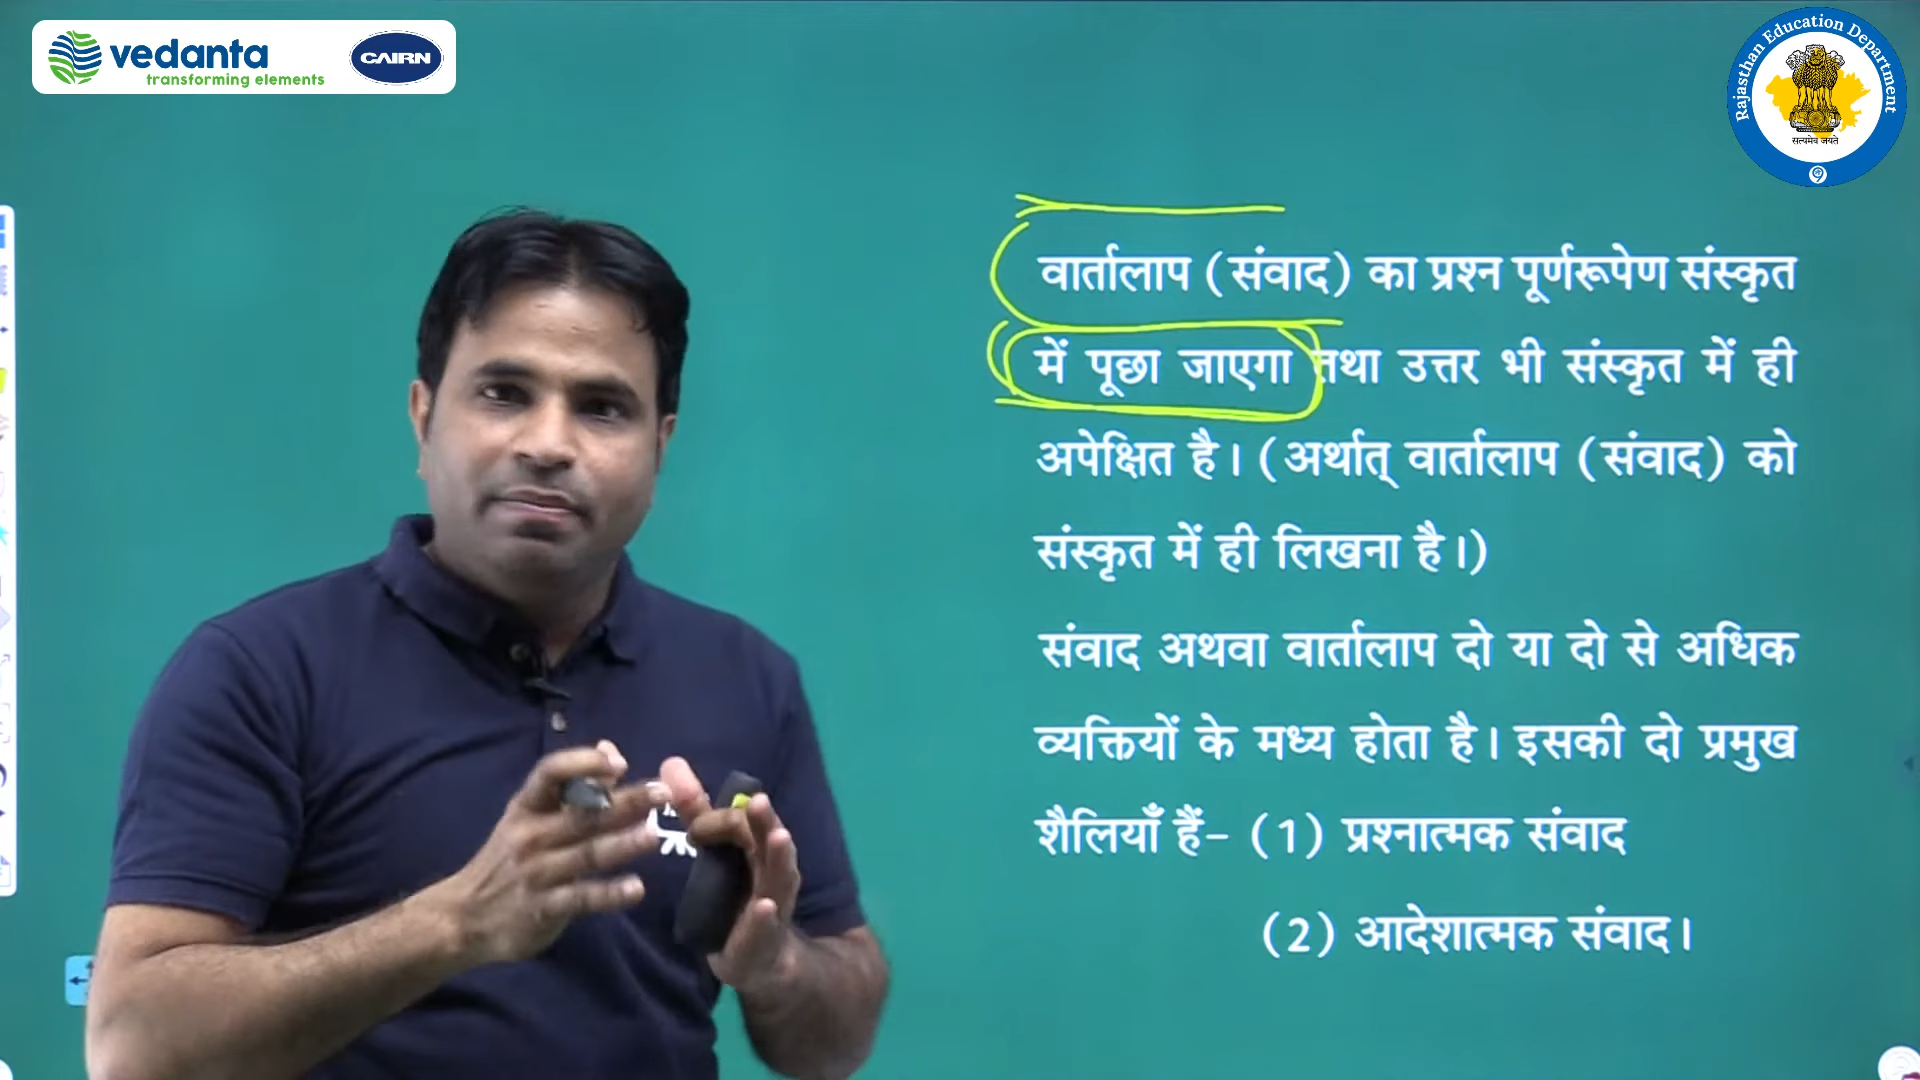 vedanta
transforming elements
CAIRN
Rajasthan Education Department
सत्यमेव जयते
वार्तालाप (संवाद) का प्रश्न पूर्णरूपेण संस्कृत
में पूछा जाएगा तथा उत्तर भी संस्कृत में ही
अपेक्षित है। (अर्थात् वार्तालाप (संवाद) को
संस्कृत में ही लिखना है।)
संवाद अथवा वार्तालाप दो या दो से अधिक
व्यक्तियों के मध्य होता है। इसकी दो प्रमुख
शैलियाँ हैं– (1) प्रश्नात्मक संवाद
(2) आदेशात्मक संवाद।